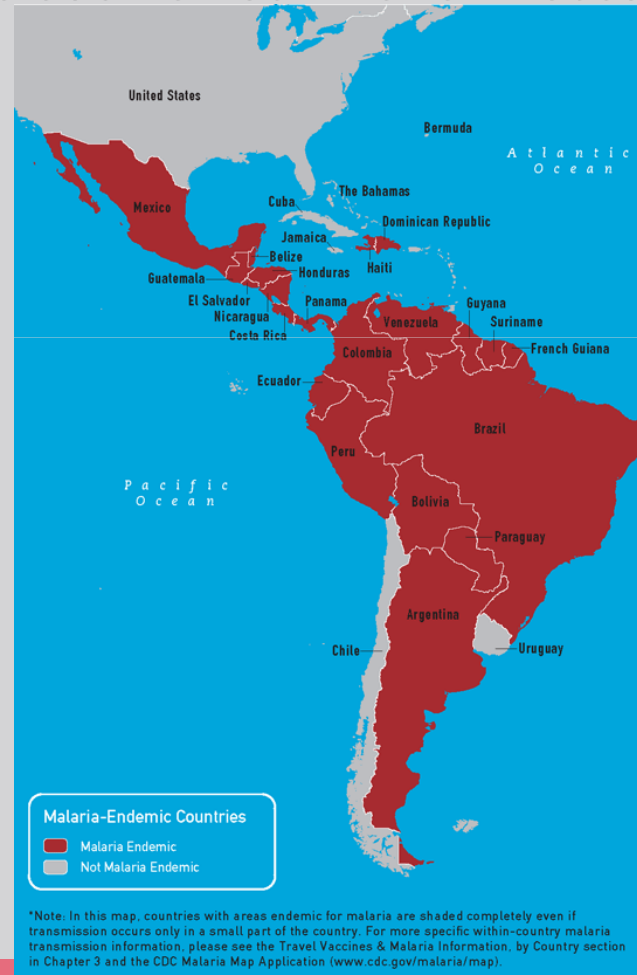 United States
Bermuda
Atlantic
Ocean
The Bahamas
Cuba
Mexico
Dominican Republic
Jamaica
Belize
Haiti
Honduras
Guatemala
El Salvador
Panama
Guyana
Nicaragua
Venezuela
Suriname
Costa Rica
French Guiana
Colombia
Ecuador
Brazil
Peru
Pacific
Ocean
Bolivia
Paraguay
Argentina
Chile
Uruguay
Malaria-Endemic Countries
Malaria Endemic
Not Malaria Endemic
*Note: In this map, countries with areas endemic for malaria are shaded completely even if
transmission occurs only in a small part of the country. For more specific within-country malaria
transmission information, please see the Travel Vaccines & Malaria Information, by Country section
in Chapter 3 and the CDC Malaria Map Application (www.cdc.gov/malaria/map).